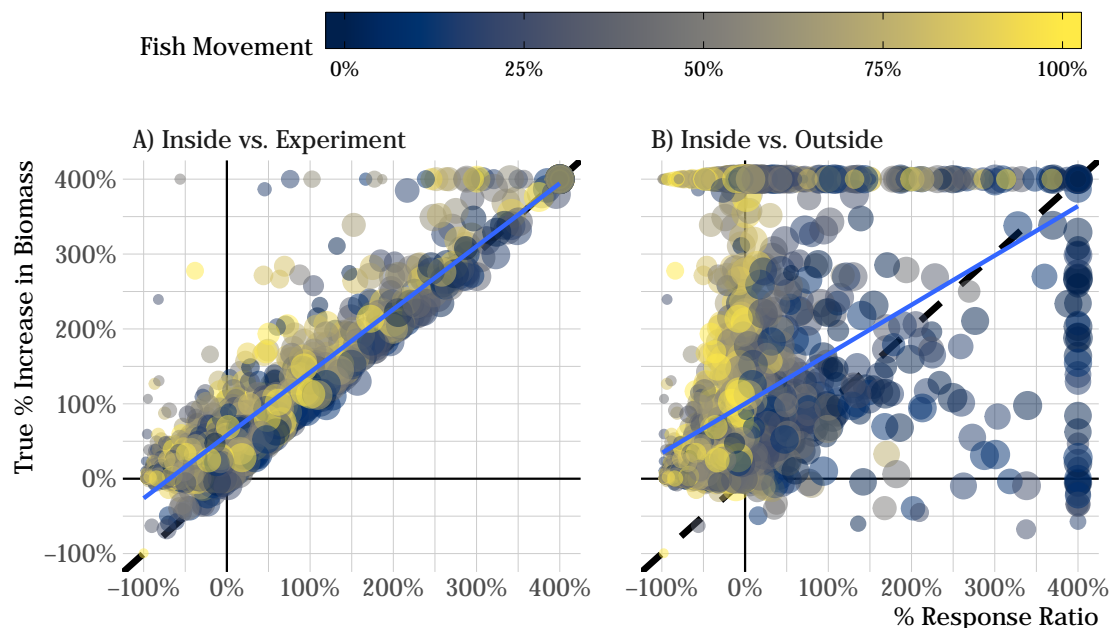 Fish Movement
0% 25% 50% 75% 100%
A) Inside vs. Experiment
B) Inside vs. Outside
True % Increase in Biomass
400%
300%
200%
100%
0%
−100%
−100% 0% 100% 200% 300% 400%
−100% 0% 100% 200% 300% 400%
% Response Ratio